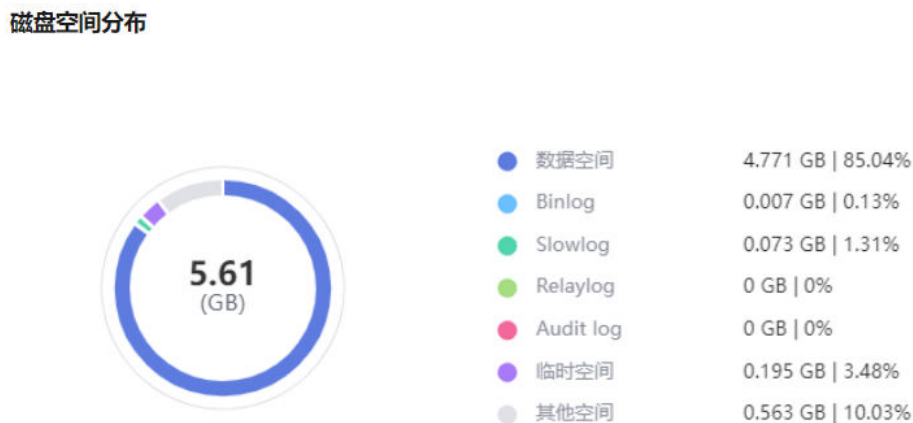 磁盘空间分布
5.61
(GB)
数据空间 4.771 GB | 85.04%
Binlog 0.007 GB | 0.13%
Slowlog 0.073 GB | 1.31%
Relaylog 0 GB | 0%
Audit log 0 GB | 0%
临时空间 0.195 GB | 3.48%
其他空间 0.563 GB | 10.03%